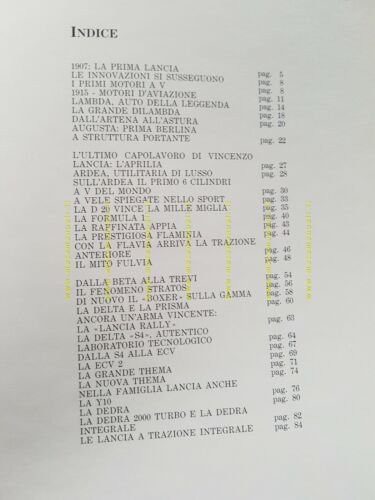 INDICE
1907: LA PRIMA LANCIA pag. 5
LE INNOVAZIONI SI SUSSEGUONO pag. 8
I PRIMI MOTORI A V pag. 8
1915 - MOTORI D'AVIAZIONE pag. 11
LAMBDA, AUTO DELLA LEGGENDA pag. 14
LA GRANDE DILAMBDA pag. 18
DALL'ARTENA ALL'ASTURA pag. 20
AUGUSTA: PRIMA BERLINA
A STRUTTURA PORTANTE pag. 22
L'ULTIMO CAPOLAVORO DI VINCENZO
LANCIA: L'APRILIA pag. 27
ARDEA, UTILITARIA DI LUSSO pag. 28
SULL'ARDEA IL PRIMO 6 CILINDRI
A V DEL MONDO pag. 30
A VELE SPIEGATE NELLO SPORT pag. 33
LA D 20 VINCE LA MILLE MIGLIA pag. 35
LA FORMULA 1 pag. 40
LA RAFFINATA APPIA pag. 43
LA PRESTIGIOSA FLAMINIA pag. 44
CON LA FLAVIA ARRIVA LA TRAZIONE
ANTERIORE pag. 46
IL MITO FULVIA pag. 48
DALLA BETA ALLA TREVI pag. 54
IL FENOMENO STRATOS pag. 56
DI NUOVO IL «BOXER» SULLA GAMMA pag. 58
LA DELTA E LA PRISMA pag. 60
ANCORA UN'ARMA VINCENTE:
LA «LANCIA RALLY» pag. 63
LA DELTA «S4», AUTENTICO
LABORATORIO TECNOLOGICO pag. 64
DALLA S4 ALLA ECV pag. 67
LA ECV 2 pag. 69
LA GRANDE THEMA pag. 71
LA NUOVA THEMA pag. 74
NELLA FAMIGLIA LANCIA ANCHE
LA Y10 pag. 76
LA DEDRA pag. 80
LA DEDRA 2000 TURBO E LA DEDRA
INTEGRALE pag. 82
LE LANCIA A TRAZIONE INTEGRALE pag. 84